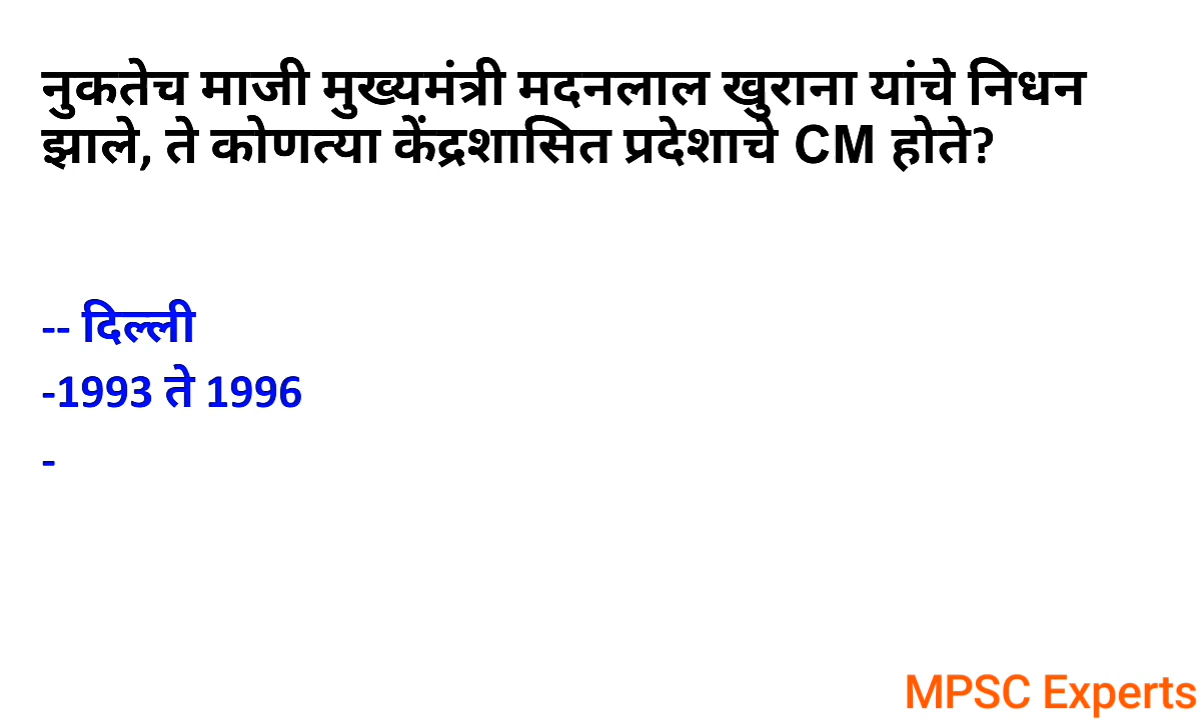 नुकतेच माजी मुख्यमंत्री मदनलाल खुराना यांचे निधन
झाले, ते कोणत्या केंद्रशासित प्रदेशाचे CM होते?
-- दिल्ली
-1993 ते 1996
-
MPSC Experts